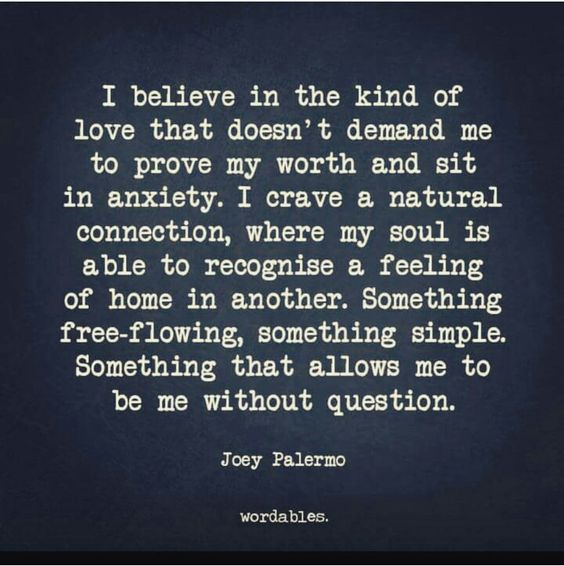 I believe in the kind of
love that doesn't demand me
to prove my worth and sit
in anxiety. I crave a natural
connection, where my soul is
able to recognise a feeling
of home in another. Something
free-flowing, something simple.
Something that allows me to
be me without question.
Joey Palermo
wordables.